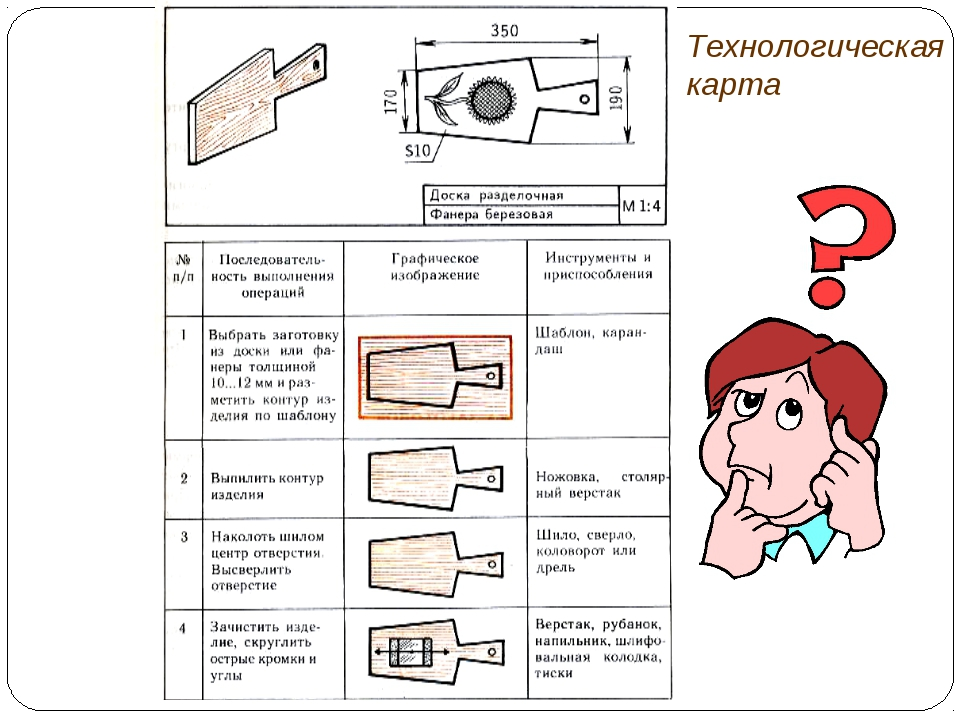 Технологическая
карта
350
170
190
S10
Доска разделочная
Фанера березовая
М 1:4
№
п/п
Последователь-
ность выполнения
операций
Графическое
изображение
Инструменты и
приспособления
1
Выбрать заготовку
из доски или фа-
неры толщиной
10...12 мм и раз-
метить контур из-
делия по шаблону
Шаблон, каран-
даш
2
Выпилить контур
изделия
Ножовка, столяр-
ный верстак
3
Наколоть шилом
центр отверстия.
Высверлить
отверстие
Шило, сверло,
коловорот или
дрель
4
Зачистить изде-
лие, скруглить
острые кромки и
углы
Верстак, рубанок,
напильник, шлифо-
вальная колодка,
тиски